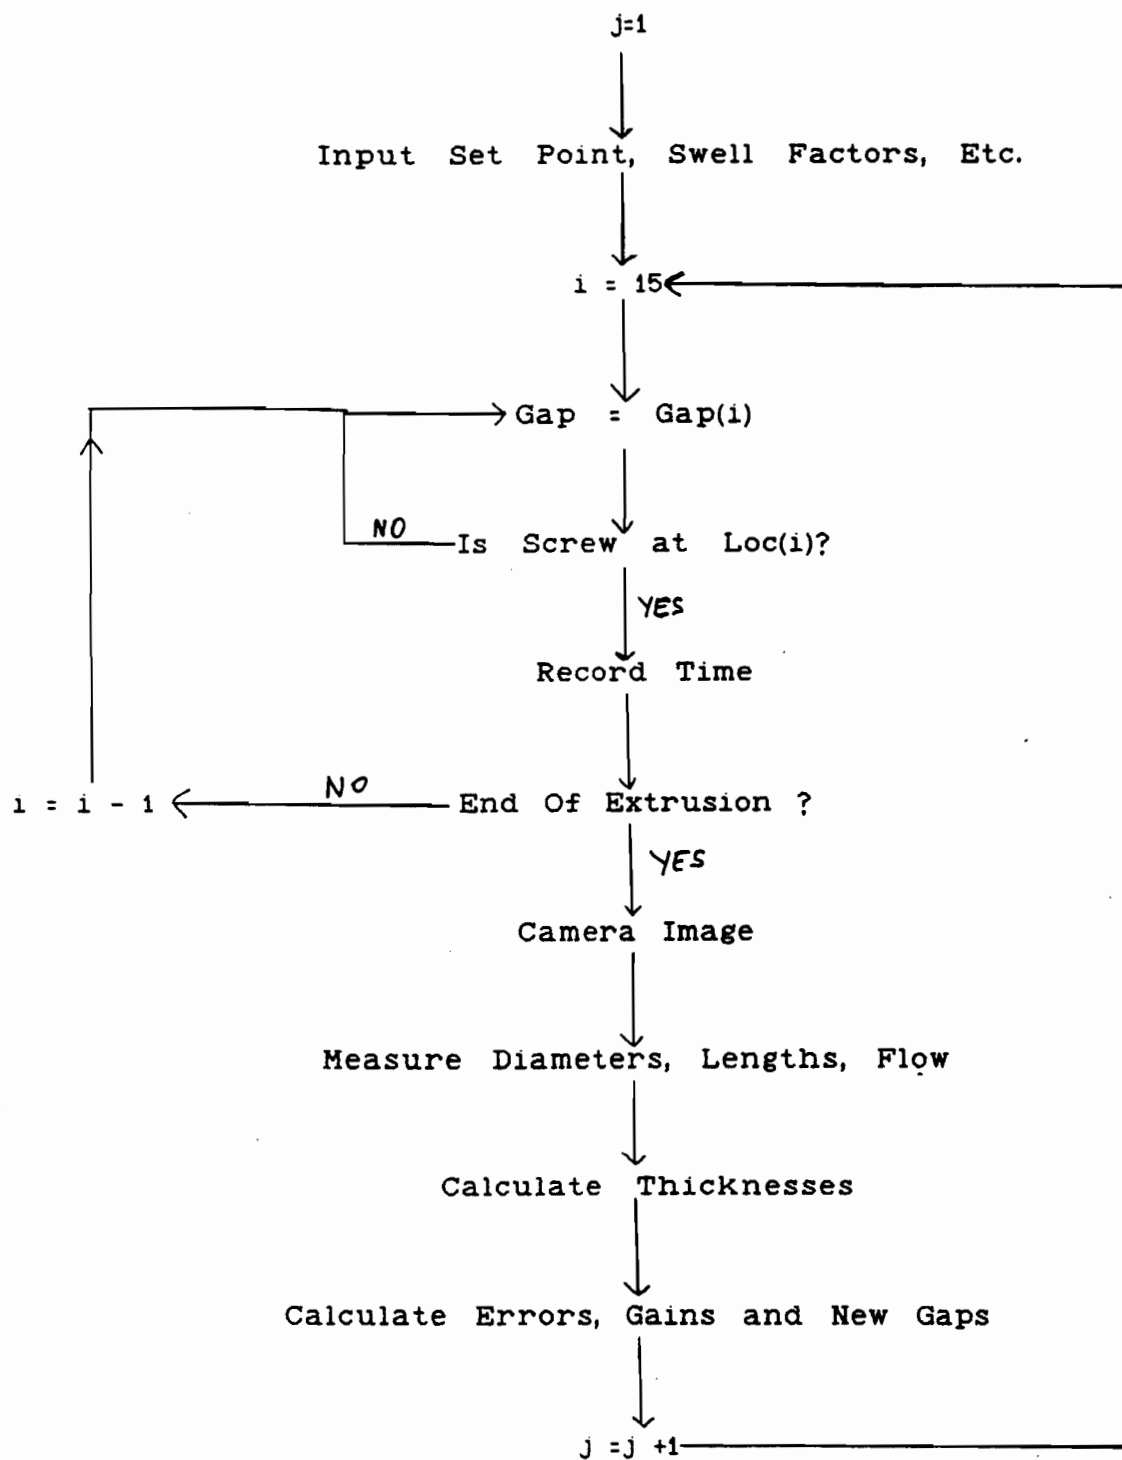 j=1
Input Set Point, Swell Factors, Etc.
i = 15
Gap = Gap(i)
NO
Is Screw at Loc(i)?
YES
Record Time
i = i - 1
NO
End Of Extrusion ?
YES
Camera Image
Measure Diameters, Lengths, Flow
Calculate Thicknesses
Calculate Errors, Gains and New Gaps
j =j +1